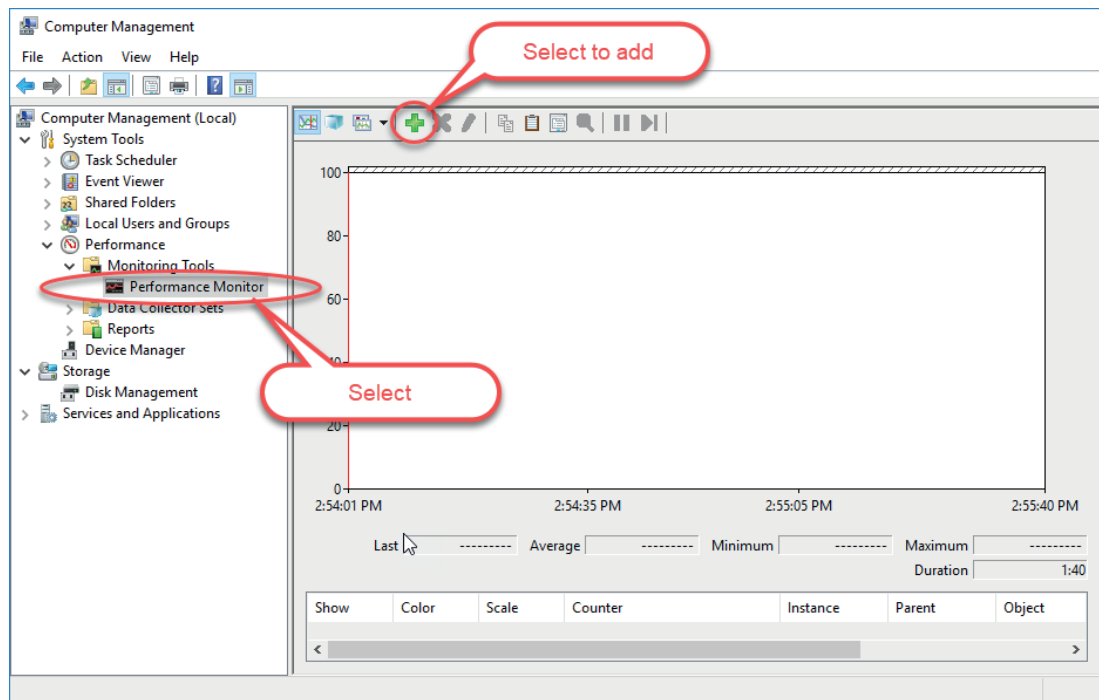 Computer Management
File Action View Help
Select to add
Computer Management (Local)
System Tools
Task Scheduler
Event Viewer
Shared Folders
Local Users and Groups
Performance
Monitoring Tools
Performance Monitor
Data Collector Sets
Reports
Device Manager
Storage
Disk Management
Services and Applications
Select
100
80
60
40
20
0
2:54:01 PM 2:54:35 PM 2:55:05 PM 2:55:40 PM
Last --------- Average --------- Minimum --------- Maximum ---------
Duration 1:40
Show Color Scale Counter Instance Parent Object